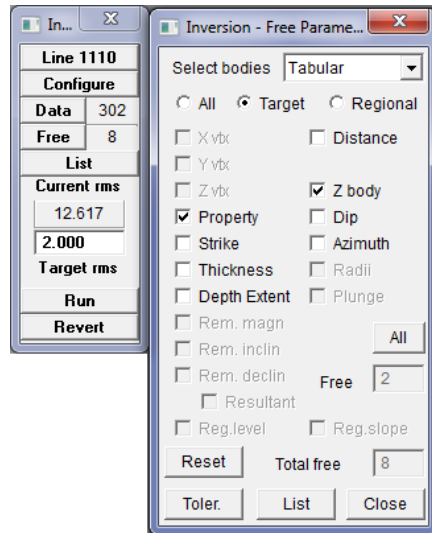 In...
Line 1110
Configure
Data 302
Free 8
List
Current rms
12.617
2.000
Target rms
Run
Revert
Inversion - Free Parame...
Select bodies Tabular
All Target Regional
X vtx Distance
Y vtx
Z vtx Z body
Property Dip
Strike Azimuth
Thickness Radii
Depth Extent Plunge
Rem. magn
All
Rem. inclin
Rem. declin Free 2
Resultant
Reg.level Reg.slope
Reset Total free 8
Toler. List Close